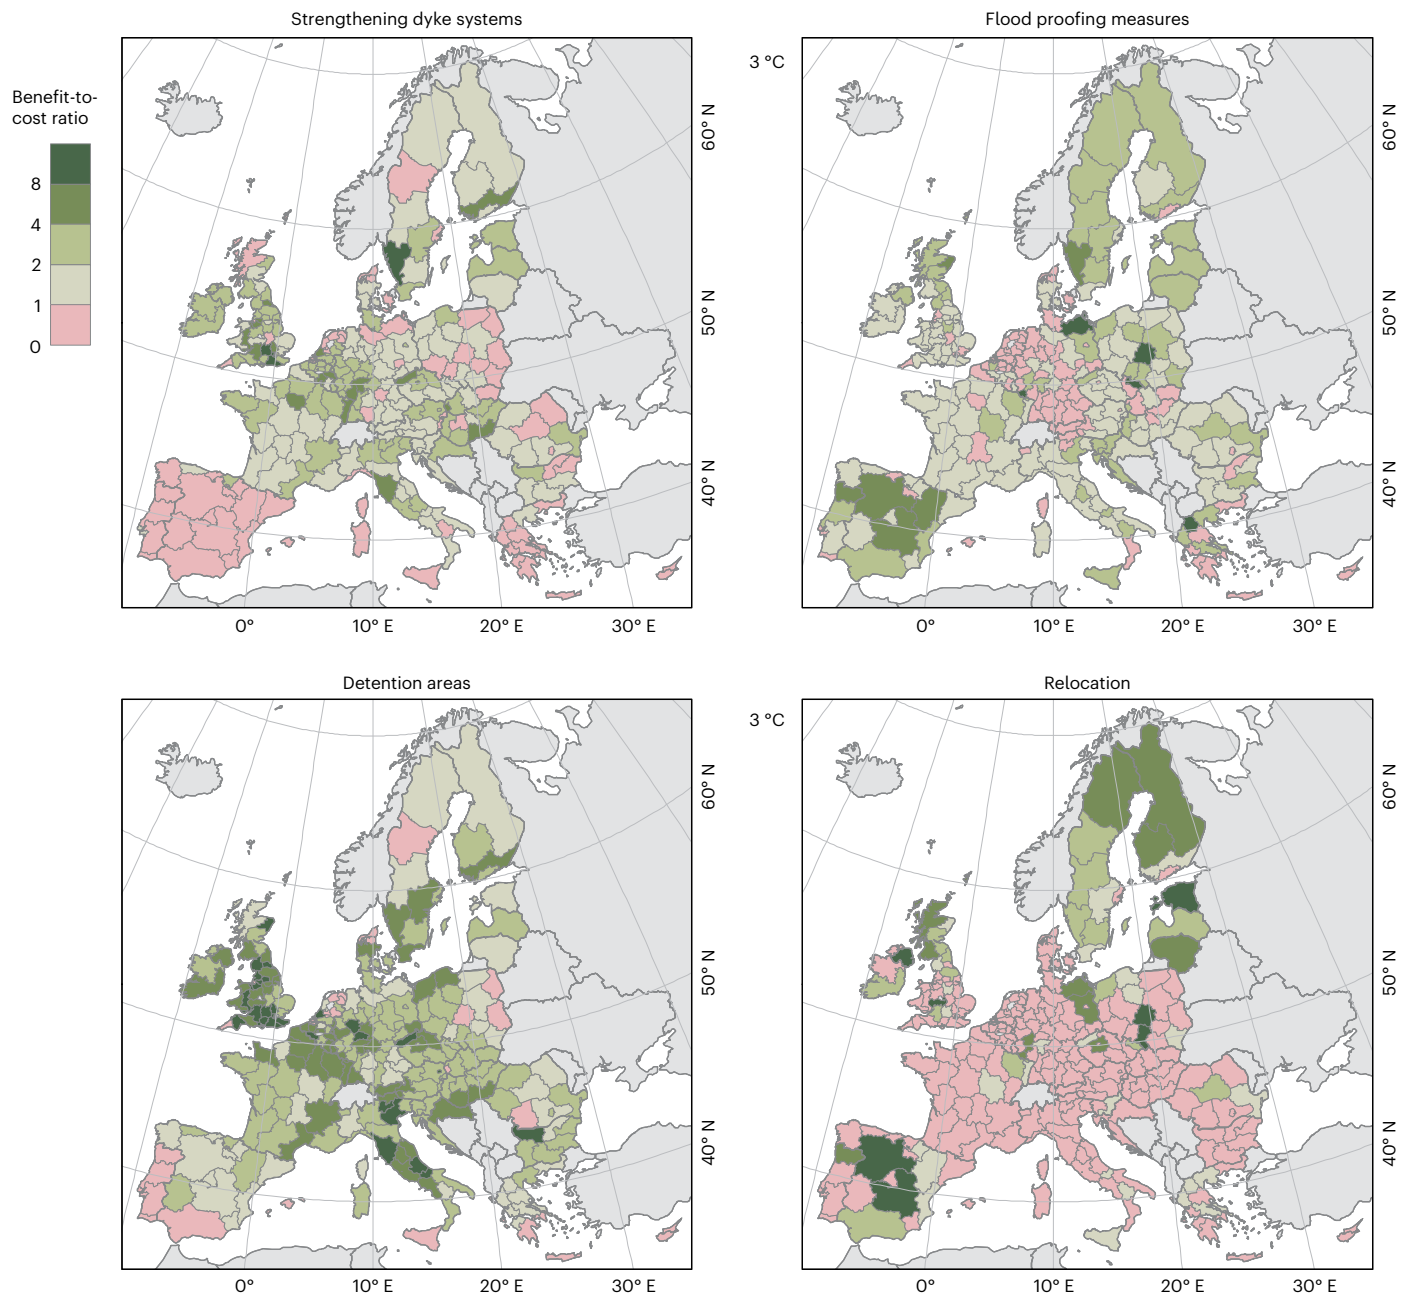 Strengthening dyke systems
Flood proofing measures
3 °C
Benefit-to-
cost ratio
8
4
2
1
0
60° N
50° N
40° N
60° N
50° N
40° N
0°
10° E
20° E
30° E
0°
10° E
20° E
30° E
Detention areas
Relocation
3 °C
60° N
50° N
40° N
60° N
50° N
40° N
0°
10° E
20° E
30° E
0°
10° E
20° E
30° E